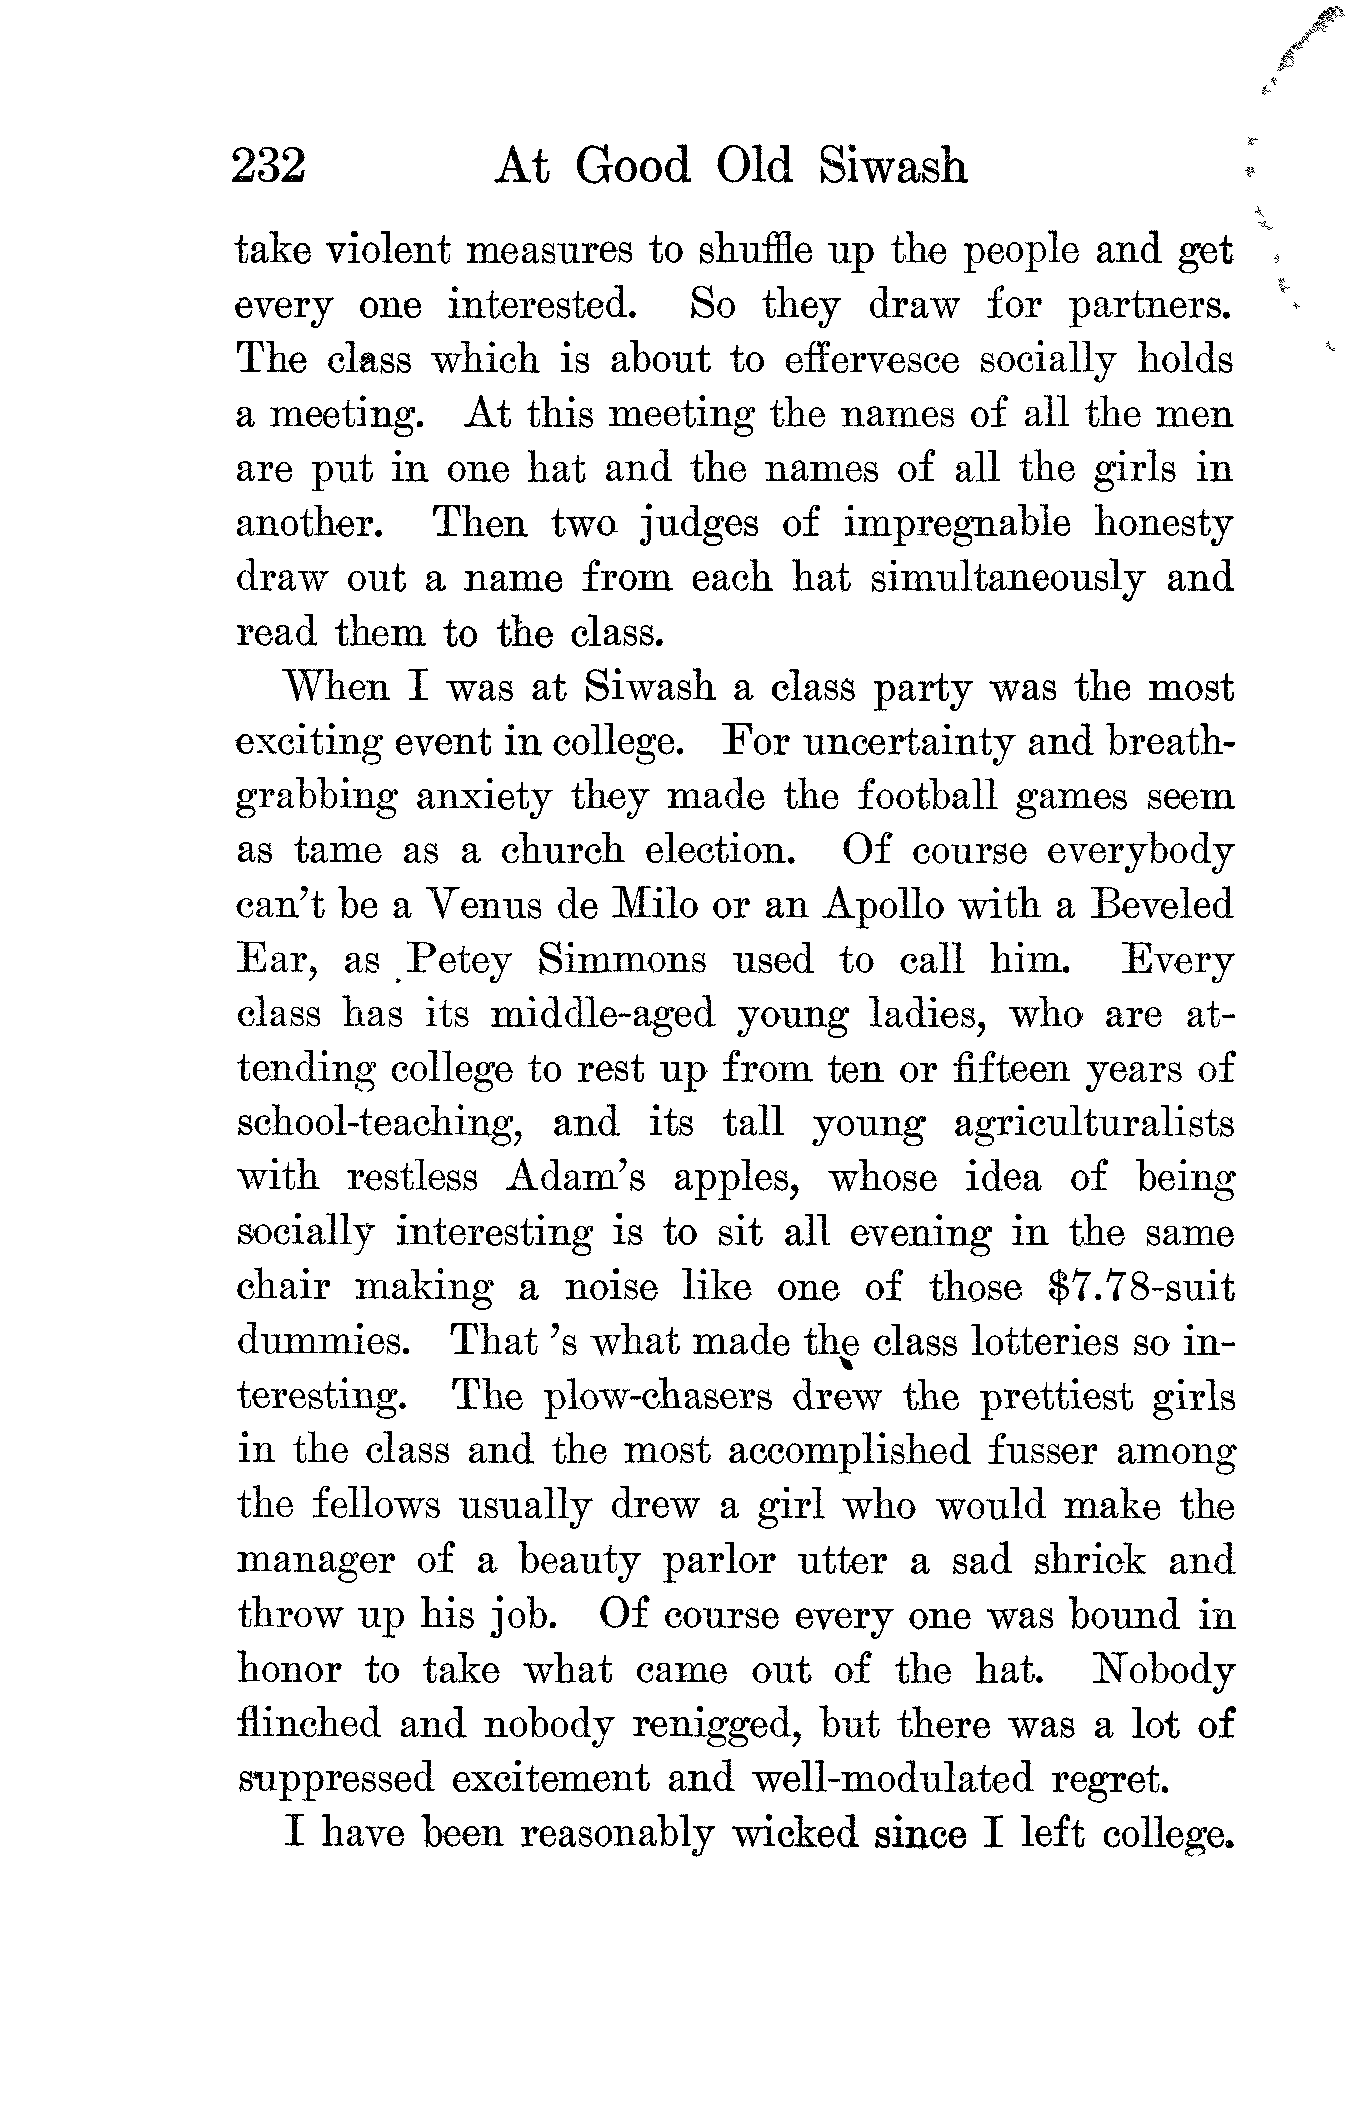 232 At Good Old Siwash
take violent measures to shuffle up the people and get
every one interested. So they draw for partners.
The class which is about to effervesce socially holds
a meeting. At this meeting the names of all the men
are put in one hat and the names of all the girls in
another. Then two judges of impregnable honesty
draw out a name from each hat simultaneously and
read them to the class.
When I was at Siwash a class party was the most
exciting event in college. For uncertainty and breath-
grabbing anxiety they made the football games seem
as tame as a church election. Of course everybody
can't be a Venus de Milo or an Apollo with a Beveled
Ear, as Petey Simmons used to call him. Every
class has its middle-aged young ladies, who are at-
tending college to rest up from ten or fifteen years of
school-teaching, and its tall young agriculturalists
with restless Adam's apples, whose idea of being
socially interesting is to sit all evening in the same
chair making a noise like one of those $7.78-suit
dummies. That 's what made the class lotteries so in-
teresting. The plow-chasers drew the prettiest girls
in the class and the most accomplished fusser among
the fellows usually drew a girl who would make the
manager of a beauty parlor utter a sad shriek and
throw up his job. Of course every one was bound in
honor to take what came out of the hat. Nobody
flinched and nobody renigged, but there was a lot of
suppressed excitement and well-modulated regret.
I have been reasonably wicked since I left college.